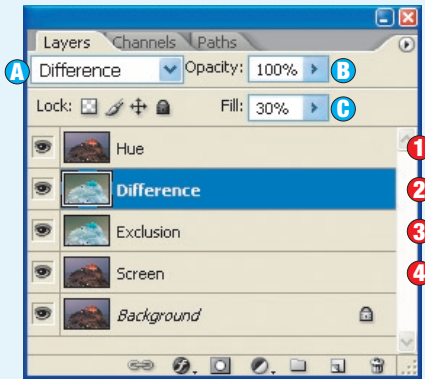 Layers Channels Paths
A Difference Opacity: 100% B
Lock: Fill: 30% C
Hue 1
Difference 2
Exclusion 3
Screen 4
Background